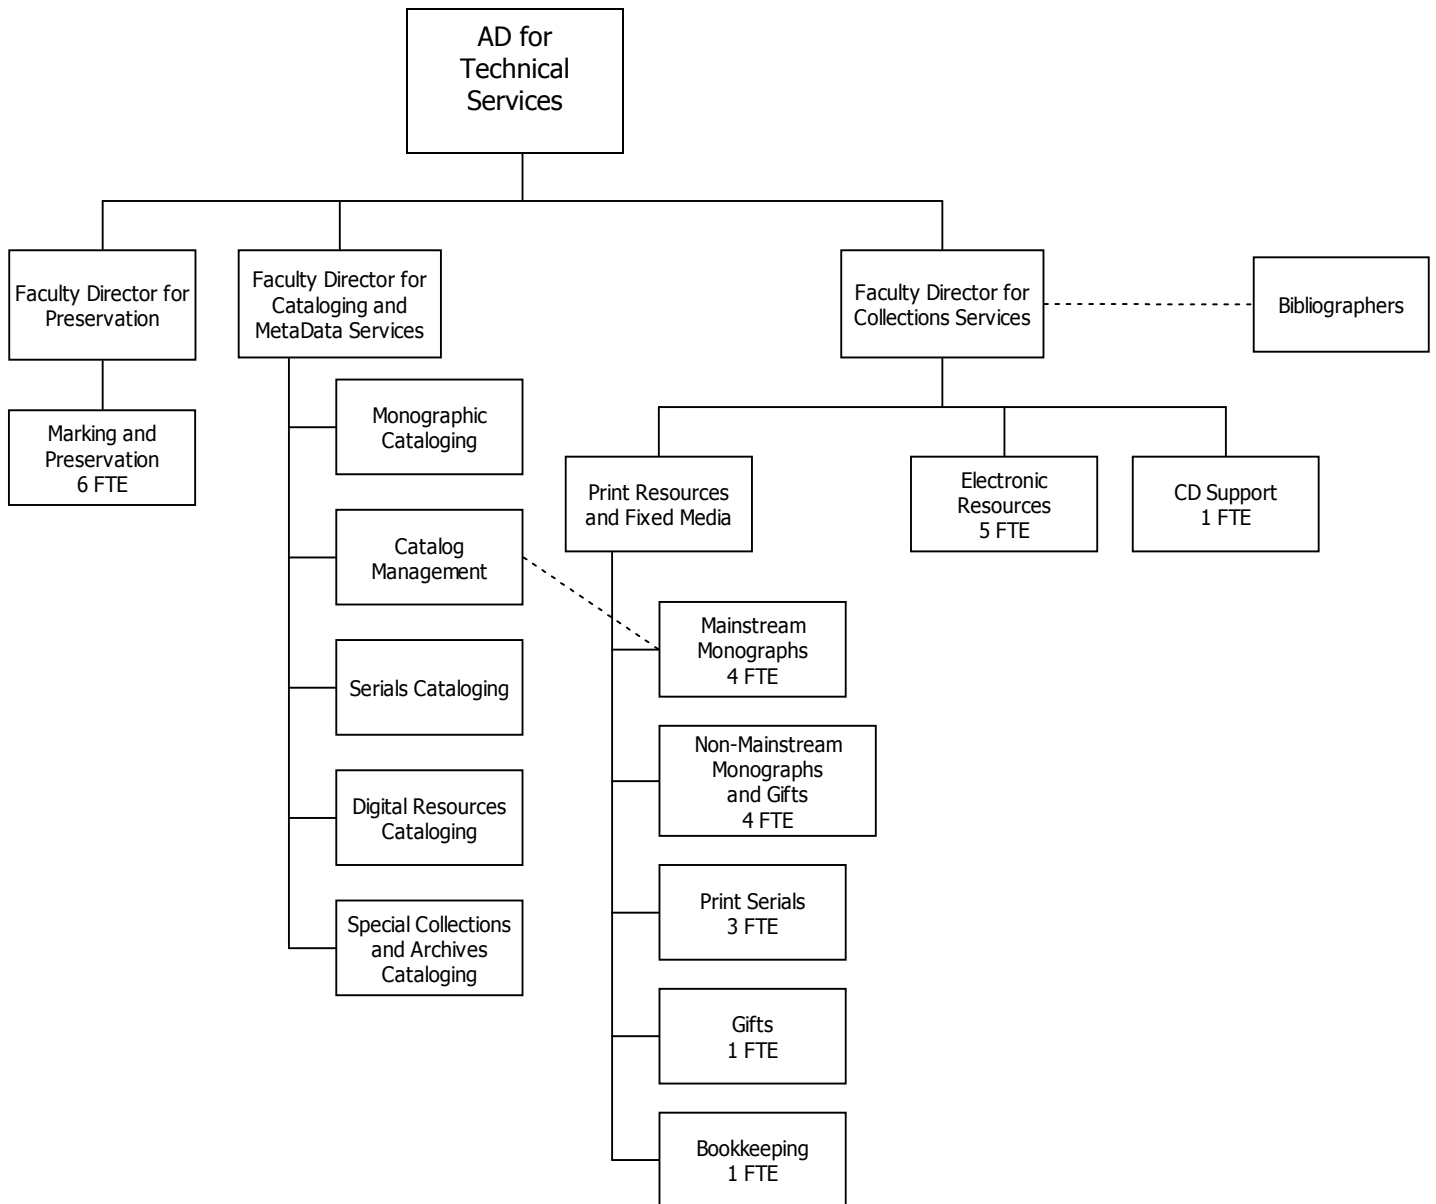 AD for
Technical
Services
Faculty Director for
Preservation
Faculty Director for
Cataloging and
MetaData Services
Faculty Director for
Collections Services
Bibliographers
Marking and
Preservation
6 FTE
Monographic
Cataloging
Catalog
Management
Serials Cataloging
Digital Resources
Cataloging
Special Collections
and Archives
Cataloging
Print Resources
and Fixed Media
Electronic
Resources
5 FTE
CD Support
1 FTE
Mainstream
Monographs
4 FTE
Non-Mainstream
Monographs
and Gifts
4 FTE
Print Serials
3 FTE
Gifts
1 FTE
Bookkeeping
1 FTE